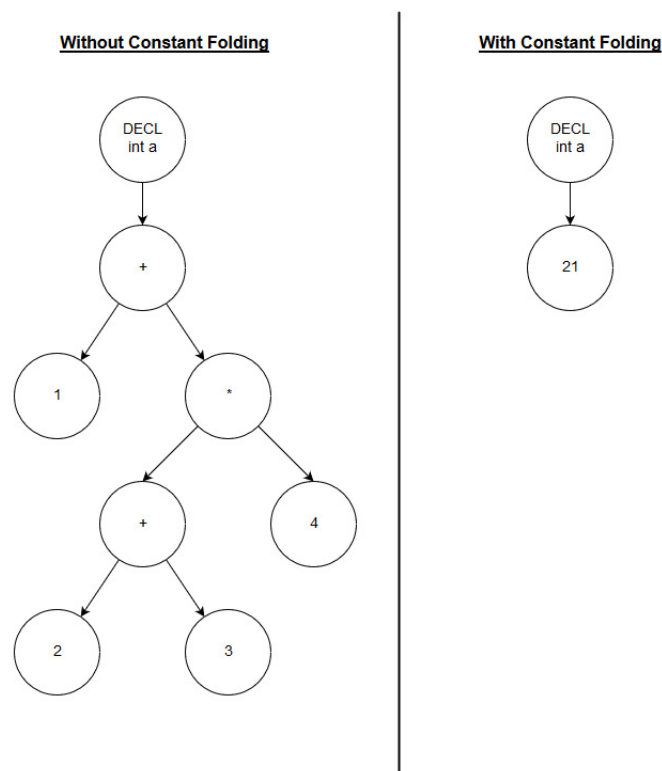 Without Constant Folding
DECL
int a
+
1
*
+
4
2
3
With Constant Folding
DECL
int a
21